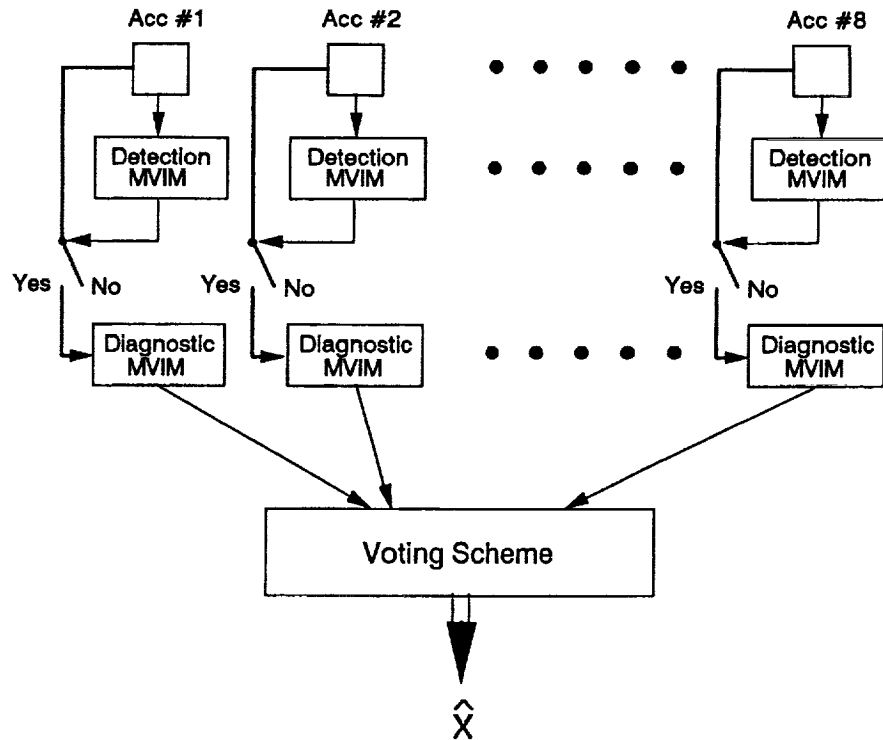 Acc #1 Acc #2 Acc #8
Detection Detection Detection
MVIM MVIM MVIM
Yes No Yes No Yes No
Diagnostic Diagnostic Diagnostic
MVIM MVIM MVIM
Voting Scheme
X̂